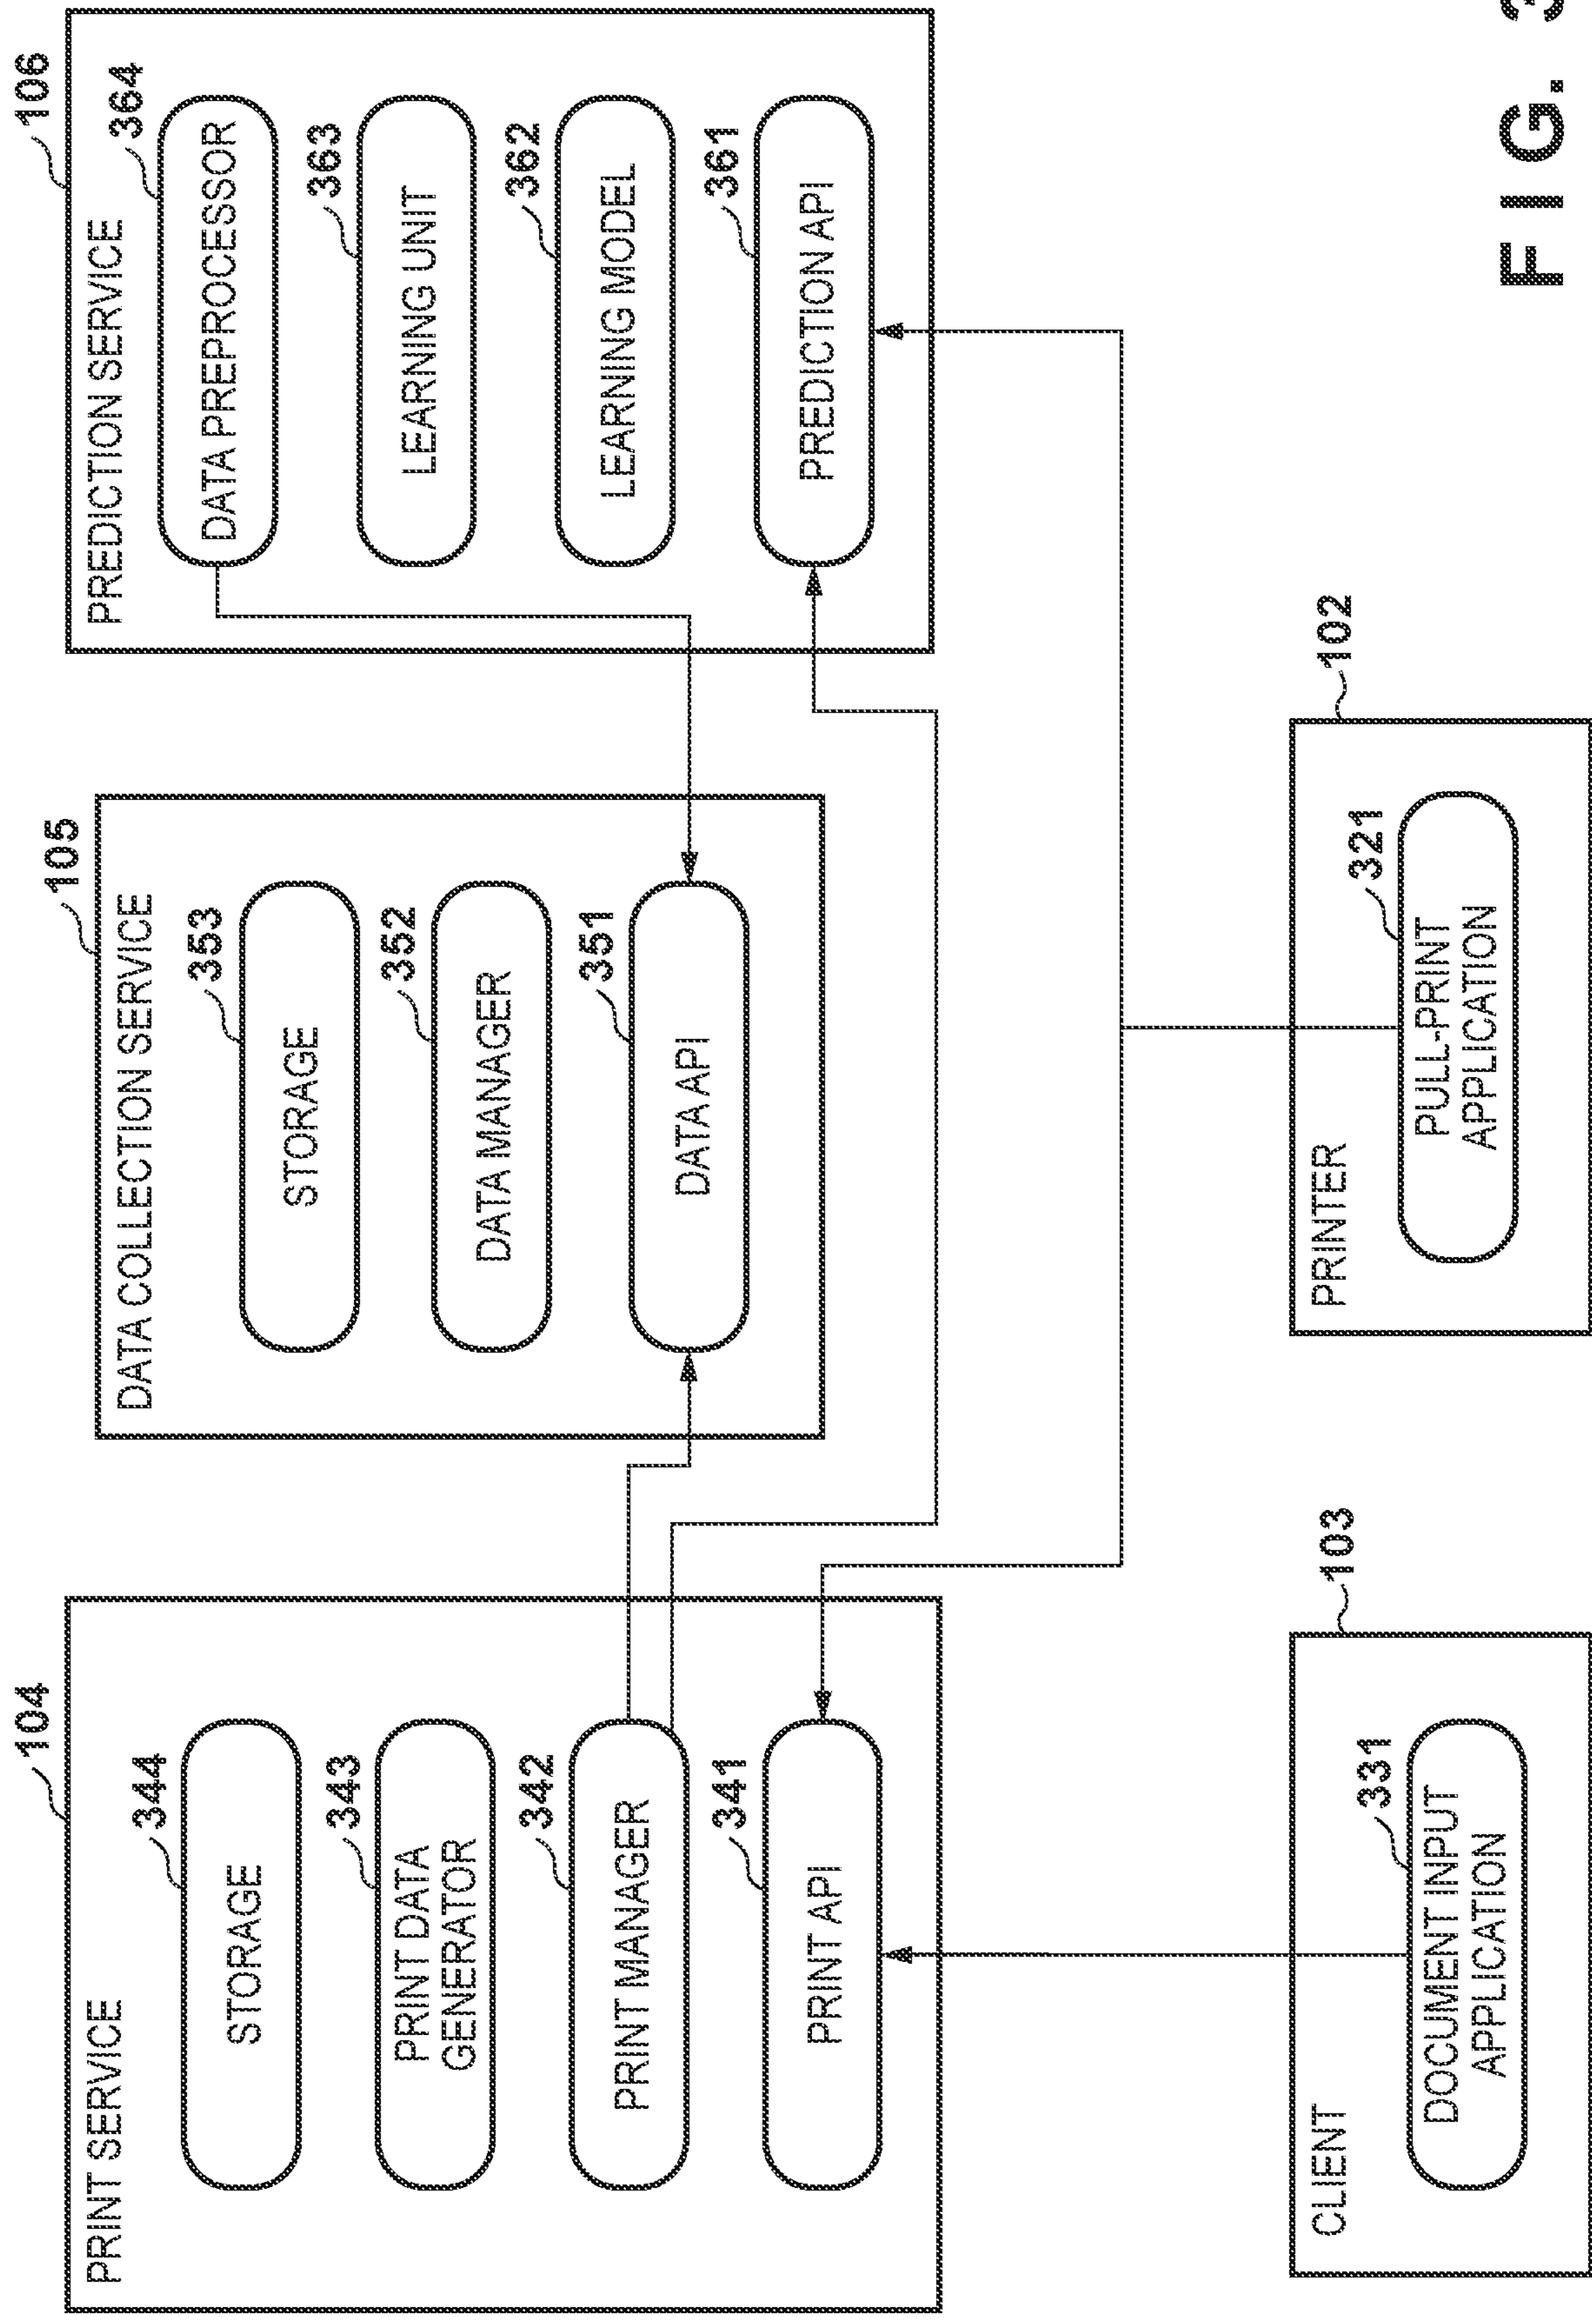 104
PRINT SERVICE
344
STORAGE
343
PRINT DATA
GENERATOR
342
PRINT MANAGER
341
PRINT API
105
DATA COLLECTION SERVICE
353
STORAGE
352
DATA MANAGER
351
DATA API
106
PREDICTION SERVICE
364
DATA PREPROCESSOR
363
LEARNING UNIT
362
LEARNING MODEL
361
PREDICTION API
103
CLIENT
331
DOCUMENT INPUT
APPLICATION
102
PRINTER
321
PULL-PRINT
APPLICATION
FIG. 3